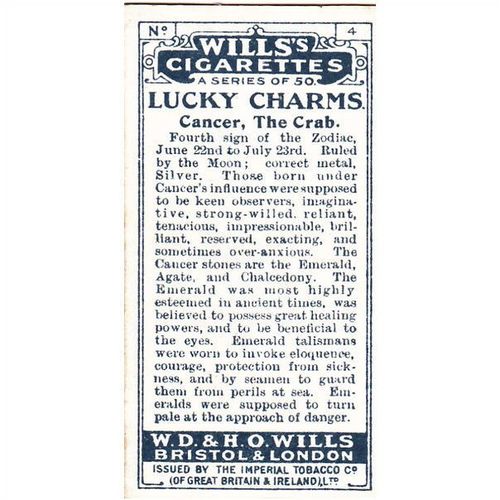 No. 4
WILLS'S
CIGARETTES
A SERIES OF 50.
LUCKY CHARMS.
Cancer, The Crab.
Fourth sign of the Zodiac,
June 22nd to July 23rd. Ruled
by the Moon; correct metal,
Silver. Those born under
Cancer's influence were supposed
to be keen observers, imagina-
tive, strong-willed, reliant,
tenacious, impressionable, bril-
liant, reserved, exacting, and
sometimes over-anxious. The
Cancer stones are the Emerald,
Agate, and Chalcedony. The
Emerald was most highly
esteemed in ancient times, was
believed to possess great healing
powers, and to be beneficial to
the eyes. Emerald talismans
were worn to invoke eloquence,
courage, protection from sick-
ness, and by seamen to guard
them from perils at sea. Em-
eralds were supposed to turn
pale at the approach of danger.
W.D. & H.O. WILLS
BRISTOL & LONDON
ISSUED BY THE IMPERIAL TOBACCO CO
(OF GREAT BRITAIN & IRELAND), LTD